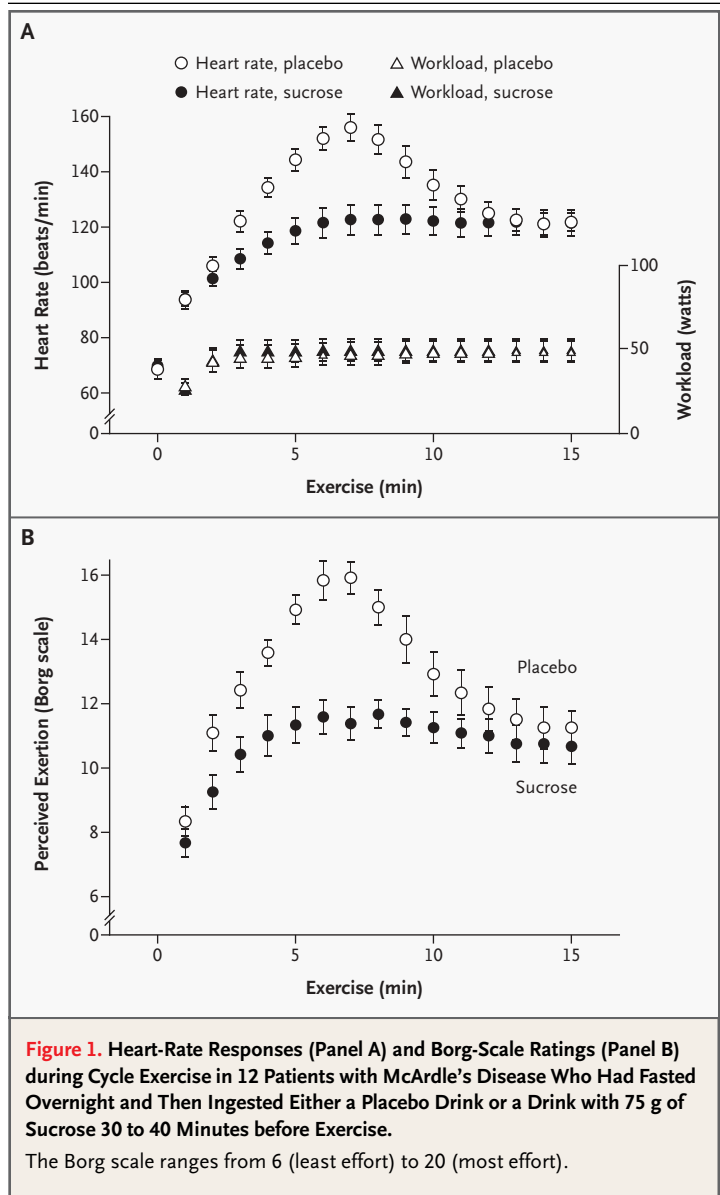 A
Heart rate, placebo
Workload, placebo
Heart rate, sucrose
Workload, sucrose
Heart Rate (beats/min)
160
140
120
100
80
60
0
100
50
0
Workload (watts)
0
5
10
15
Exercise (min)
B
Perceived Exertion (Borg scale)
16
14
12
10
8
6
0
Placebo
Sucrose
0
5
10
15
Exercise (min)
Figure 1. Heart-Rate Responses (Panel A) and Borg-Scale Ratings (Panel B)
during Cycle Exercise in 12 Patients with McArdle’s Disease Who Had Fasted
Overnight and Then Ingested Either a Placebo Drink or a Drink with 75 g of
Sucrose 30 to 40 Minutes before Exercise.
The Borg scale ranges from 6 (least effort) to 20 (most effort).